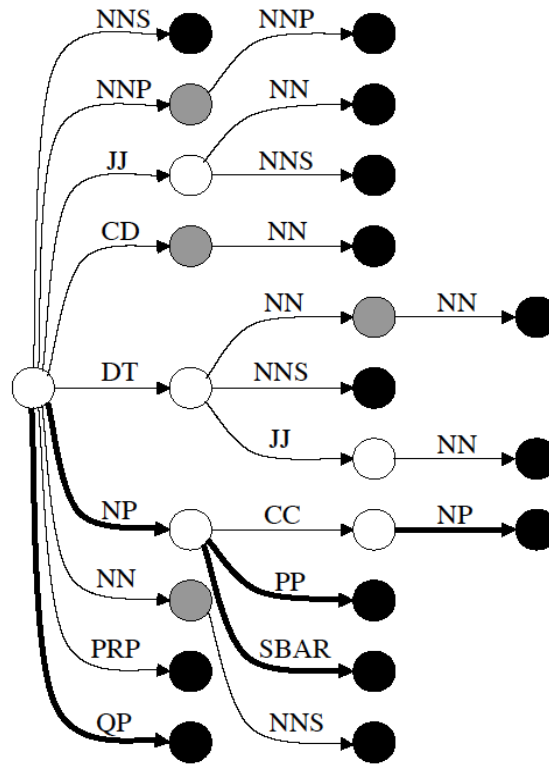 NNS NNP
NNP NN
JJ NNS
CD NN
NN NN
DT NNS
JJ NN
NP CC NP
NN PP
PRP SBAR
QP NNS